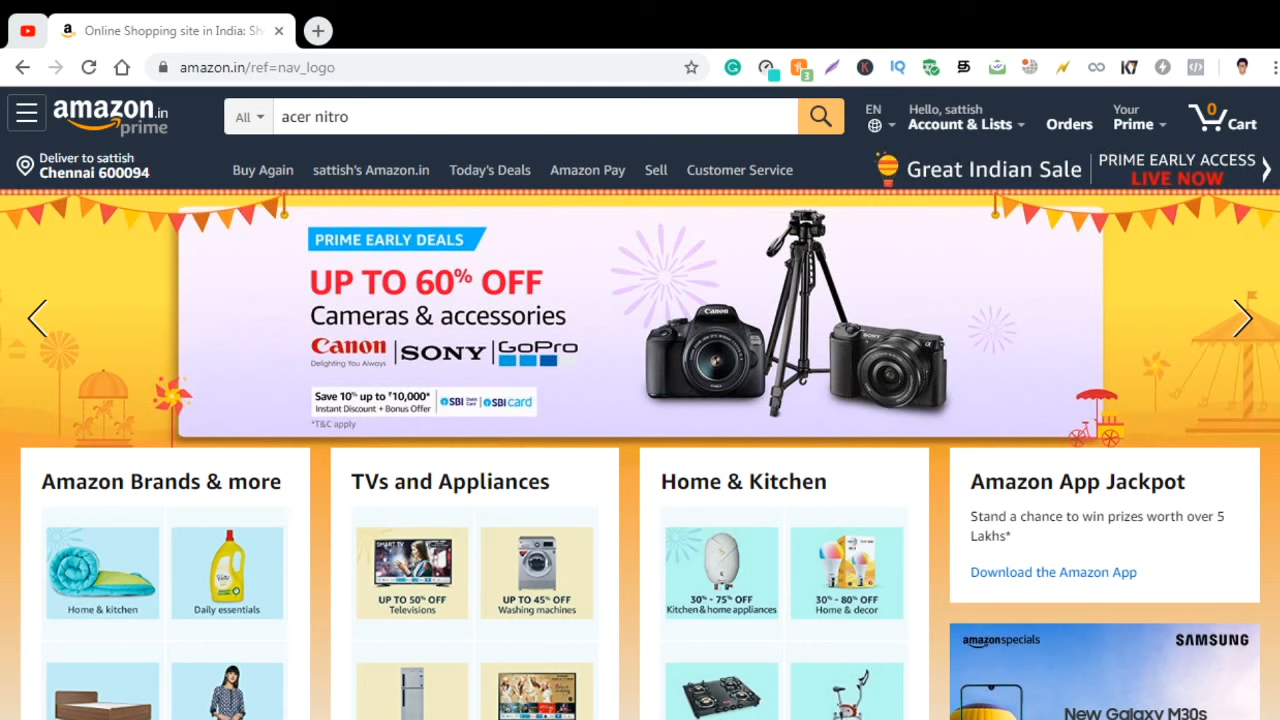 Online Shopping site in India: Sh
amazon.in/ref=nav_logo
3
amazon.in
prime
All
acer nitro
EN
Hello, sattish
Account & Lists
Orders
Your
Prime
0
Cart
Deliver to sattish
Chennai 600094
Buy Again
sattish's Amazon.in
Today's Deals
Amazon Pay
Sell
Customer Service
Great Indian Sale
PRIME EARLY ACCESS
LIVE NOW
PRIME EARLY DEALS
UP TO 60% OFF
Cameras & accessories
Canon
Delighting You Always
SONY
GoPro
Save 10% up to ₹10,000*
Instant Discount + Bonus Offer
SBI Debit Card
SBI card
*T&C apply
Canon
SONY
Amazon Brands & more
Home & kitchen
Daily essentials
TVs and Appliances
SMART TV
UP TO 50% OFF
Televisions
UP TO 45% OFF
Washing machines
Home & Kitchen
30% - 75% OFF
Kitchen & home appliances
30% - 80% OFF
Home & decor
Amazon App Jackpot
Stand a chance to win prizes worth over 5
Lakhs*
Download the Amazon App
amazonspecials
SAMSUNG
New Galaxy M30s